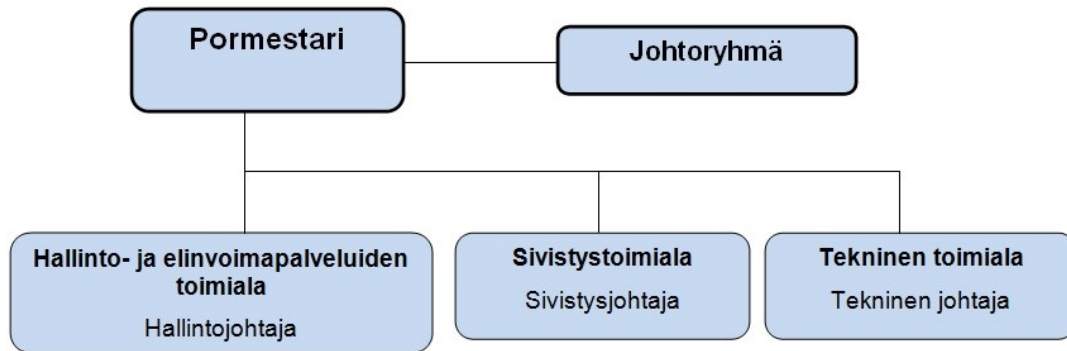 Pormestari
Johtoryhmä
Hallinto- ja elinvoimapalveluiden
toimiala
Hallintojohtaja
Sivistystoimiala
Sivistysjohtaja
Tekninen toimiala
Tekninen johtaja